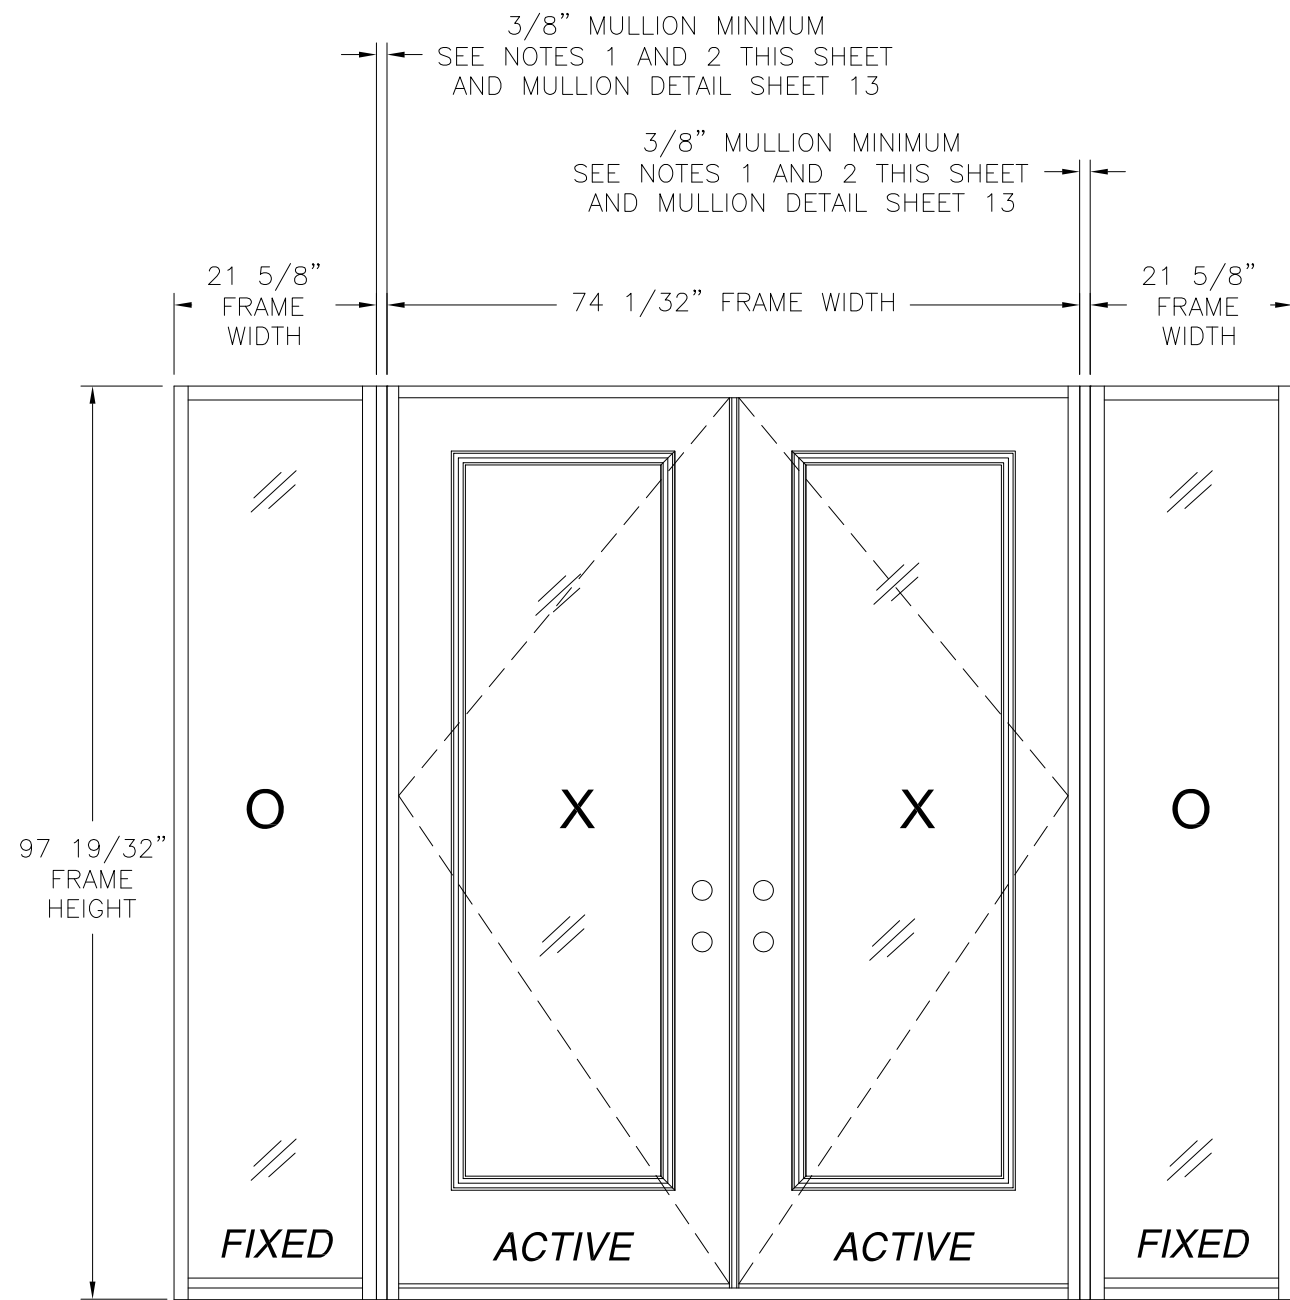 3/8” MULLION MINIMUM
SEE NOTES 1 AND 2 THIS SHEET
AND MULLION DETAIL SHEET 13
3/8” MULLION MINIMUM
SEE NOTES 1 AND 2 THIS SHEET
AND MULLION DETAIL SHEET 13
21 5/8”
FRAME
WIDTH
74 1/32” FRAME WIDTH
21 5/8”
FRAME
WIDTH
97 19/32”
FRAME
HEIGHT
O
X
X
O
FIXED
ACTIVE
ACTIVE
FIXED